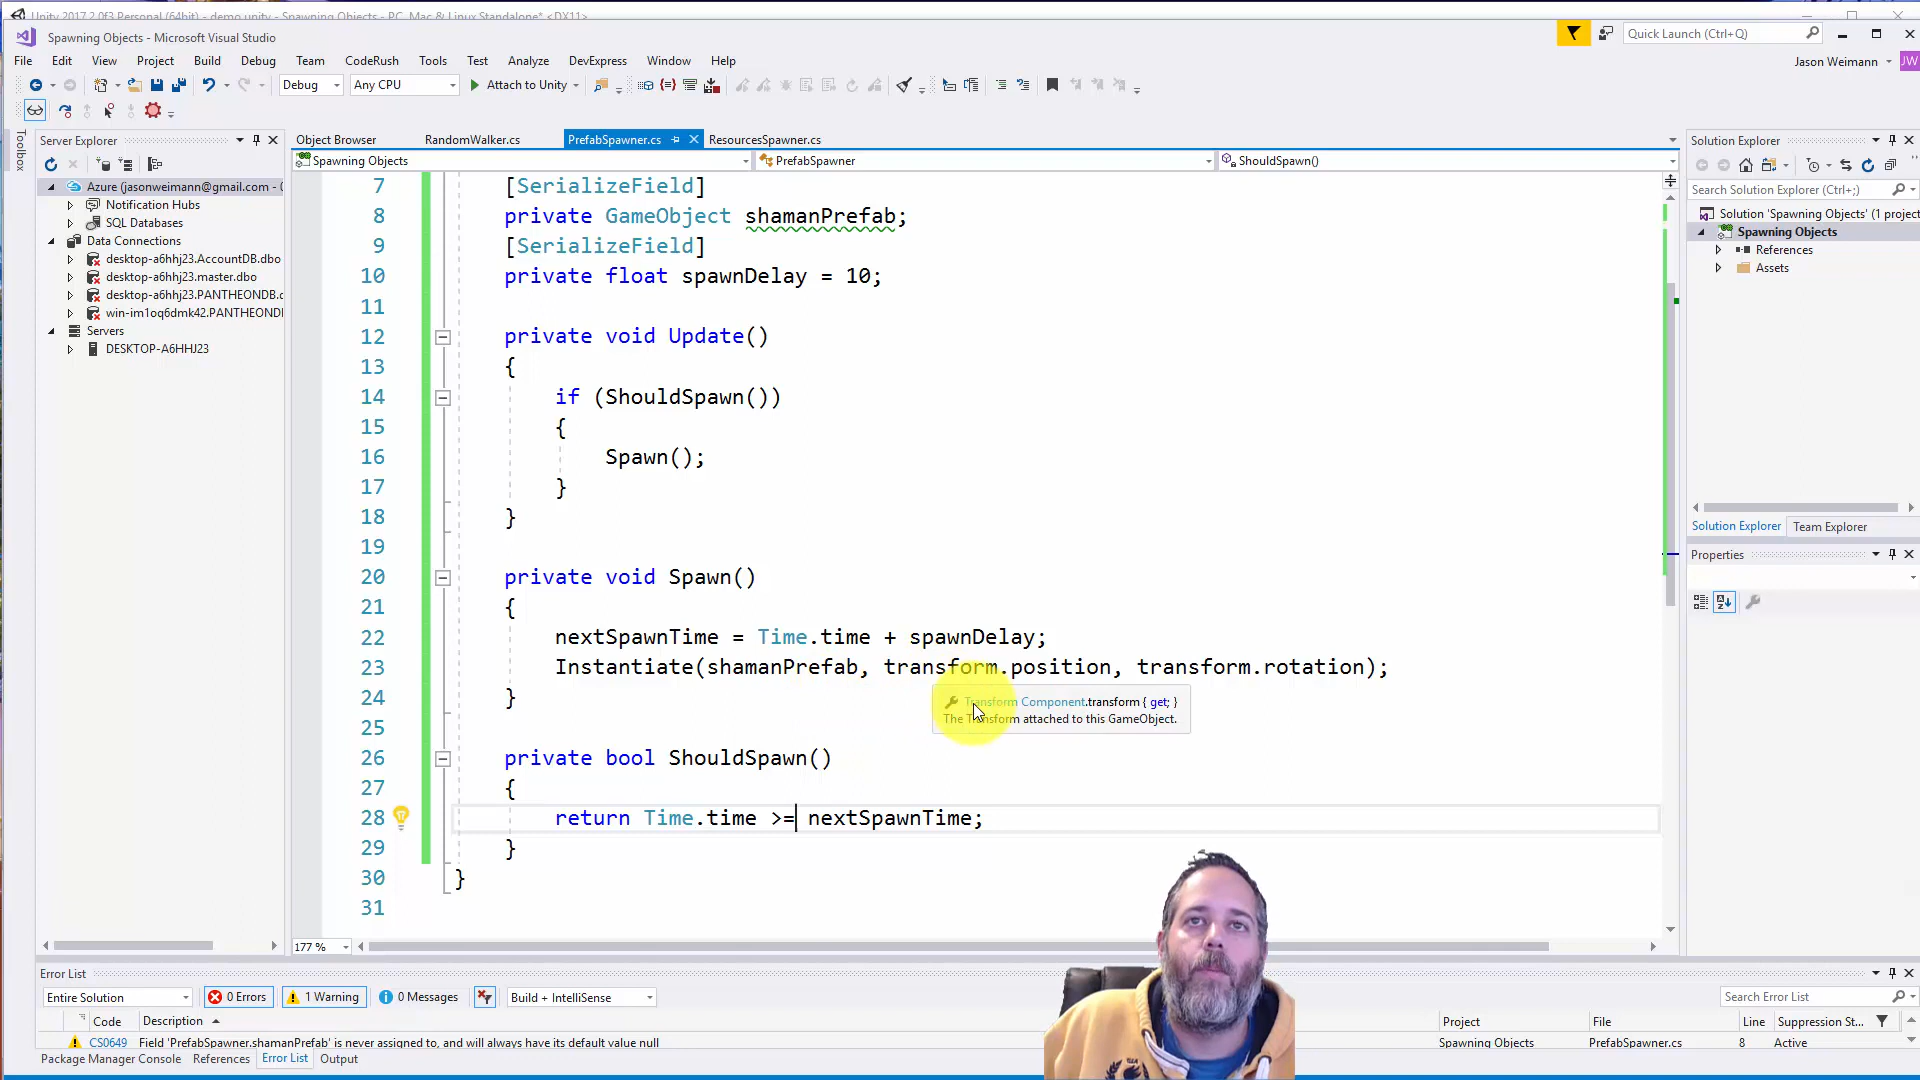 Unity 2017.2.0f3 Personal (64bit) - demo.unity - Spawning Objects - PC, Mac & Linux Standalone* <DX11>
Spawning Objects - Microsoft Visual Studio
Quick Launch (Ctrl+Q)
File Edit View Project Build Debug Team CodeRush Tools Test Analyze DevExpress Window Help
Jason Weimann JW
Debug Any CPU Attach to Unity
Toolbox
Server Explorer
Azure (jasonweimann@gmail.com - (
Notification Hubs
SQL Databases
Data Connections
desktop-a6hhj23.AccountDB.dbo
desktop-a6hhj23.master.dbo
desktop-a6hhj23.PANTHEONDB.c
win-im1oq6dmk42.PANTHEOND
Servers
DESKTOP-A6HHJ23
Object Browser RandomWalker.cs PrefabSpawner.cs ResourcesSpawner.cs
Spawning Objects PrefabSpawner ShouldSpawn()
7 [SerializeField]
8 private GameObject shamanPrefab;
9 [SerializeField]
10 private float spawnDelay = 10;
11
12 private void Update()
13 {
14 if (ShouldSpawn())
15 {
16 Spawn();
17 }
18 }
19
20 private void Spawn()
21 {
22 nextSpawnTime = Time.time + spawnDelay;
23 Instantiate(shamanPrefab, transform.position, transform.rotation);
24 }
Transform Component.transform { get; }
The Transform attached to this GameObject.
25
26 private bool ShouldSpawn()
27 {
28 return Time.time >= nextSpawnTime;
29 }
30 }
31
177 %
Solution Explorer
Search Solution Explorer (Ctrl+;)
Solution 'Spawning Objects' (1 project
Spawning Objects
References
Assets
Solution Explorer Team Explorer
Properties
Error List
Entire Solution 0 Errors 1 Warning 0 Messages Build + IntelliSense
Search Error List
Code Description Project File Line Suppression St...
CS0649 Field 'PrefabSpawner.shamanPrefab' is never assigned to, and will always have its default value null Spawning Objects PrefabSpawner.cs 8 Active
Package Manager Console References Error List Output